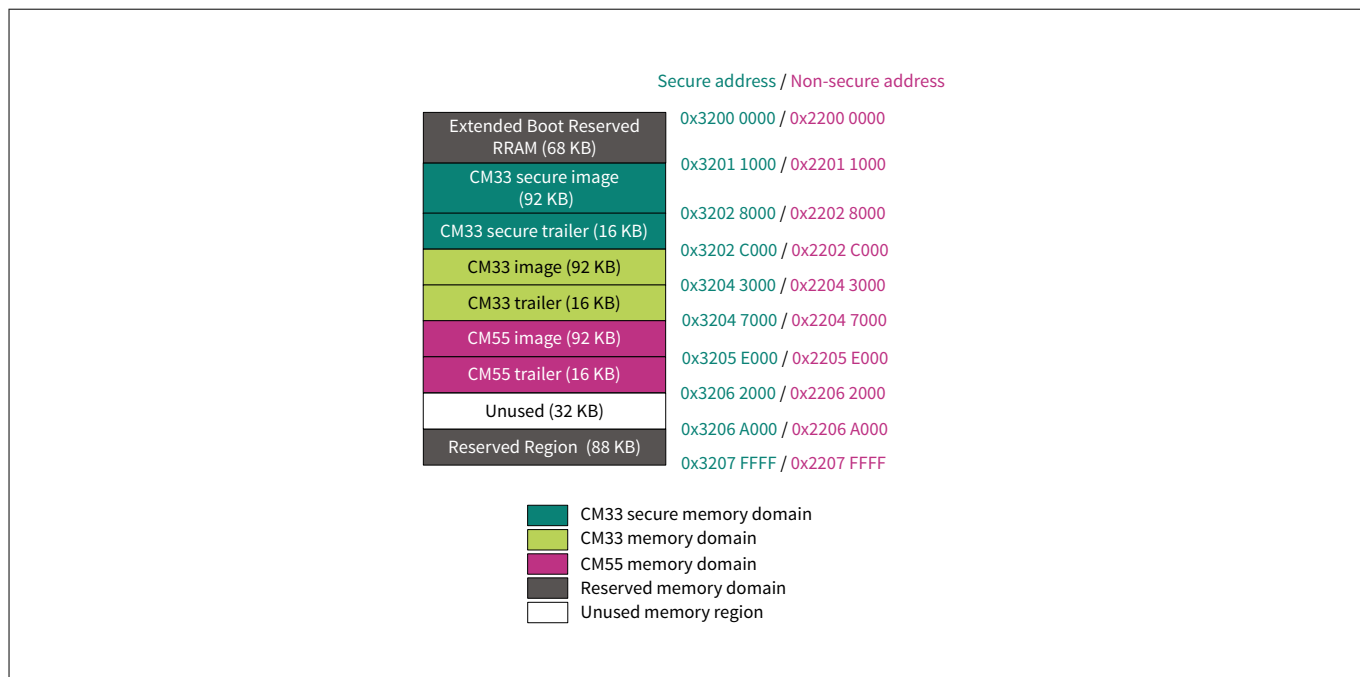 Secure address / Non-secure address
Extended Boot Reserved
RRAM (68 KB)
0x3200 0000 / 0x2200 0000
0x3201 1000 / 0x2201 1000
CM33 secure image
(92 KB)
0x3202 8000 / 0x2202 8000
CM33 secure trailer (16 KB)
0x3202 C000 / 0x2202 C000
CM33 image (92 KB)
0x3204 3000 / 0x2204 3000
CM33 trailer (16 KB)
0x3204 7000 / 0x2204 7000
CM55 image (92 KB)
0x3205 E000 / 0x2205 E000
CM55 trailer (16 KB)
0x3206 2000 / 0x2206 2000
Unused (32 KB)
0x3206 A000 / 0x2206 A000
Reserved Region (88 KB)
0x3207 FFFF / 0x2207 FFFF
CM33 secure memory domain
CM33 memory domain
CM55 memory domain
Reserved memory domain
Unused memory region